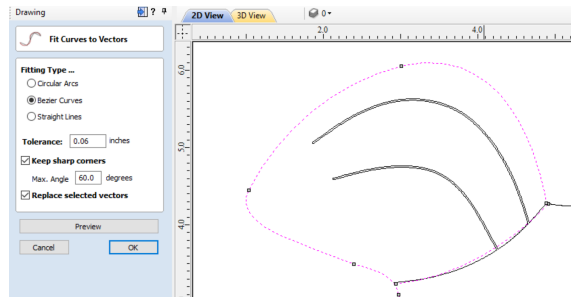 Drawing ?
2D View 3D View 0
Fit Curves to Vectors
2.0 4.0
Fitting Type ...
Circular Arcs
Bezier Curves
Straight Lines
Tolerance: 0.06 inches
Keep sharp corners
Max. Angle 60.0 degrees
Replace selected vectors
Preview
Cancel OK
6.0
5.0
4.0